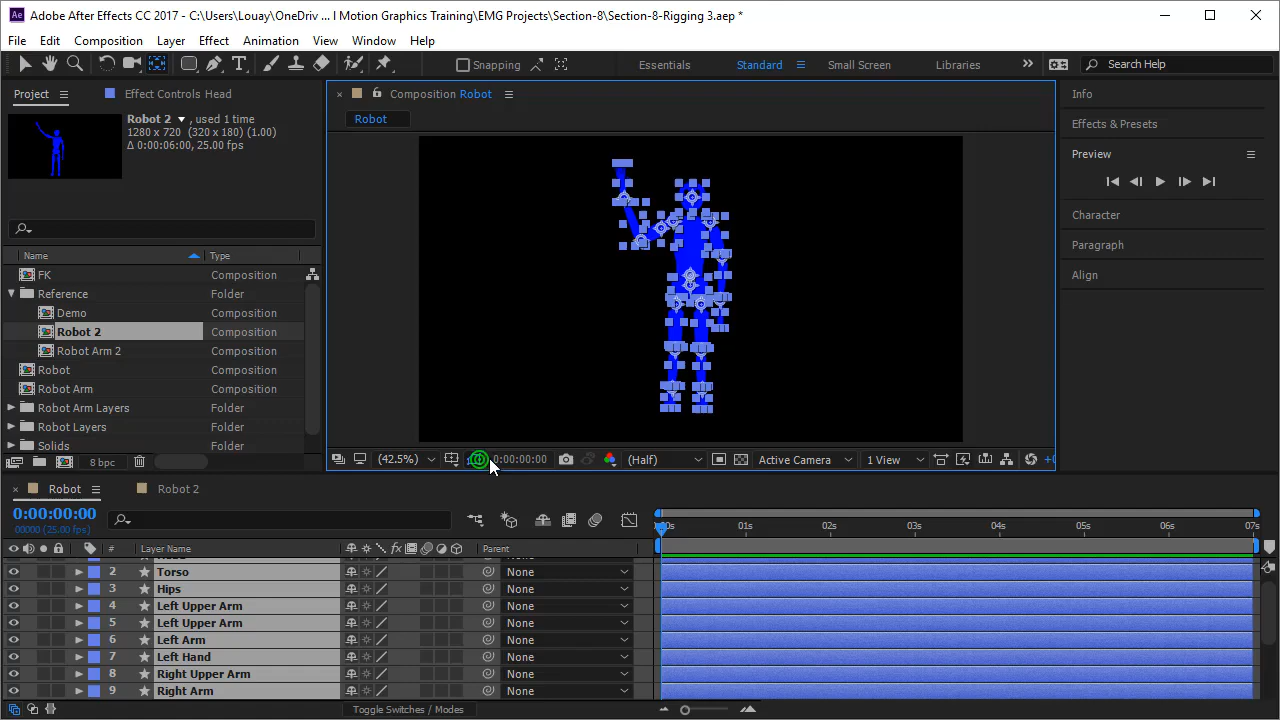 Ae Adobe After Effects CC 2017 - C:\Users\Louay\OneDriv ... l Motion Graphics Training\EMG Projects\Section-8\Section-8-Rigging 3.aep *
File Edit Composition Layer Effect Animation View Window Help
Snapping Essentials Standard Small Screen Libraries Search Help
Project Effect Controls Head
Composition Robot
Info
Robot 2 , used 1 time
1280 x 720 (320 x 180) (1.00)
Δ 0:00:06:00, 25.00 fps
Robot
Effects & Presets
Preview
Character
Paragraph
Align
Name Type
FK Composition
Reference Folder
Demo Composition
Robot 2 Composition
Robot Arm 2 Composition
Robot Composition
Robot Arm Composition
Robot Arm Layers Folder
Robot Layers Folder
Solids Folder
8 bpc
(42.5%) 0:00:00:00 (Half) Active Camera 1 View +0
Robot Robot 2
0:00:00:00
00000 (25.00 fps)
01s 02s 03s 04s 05s 06s 07s
# Layer Name fx Parent
2 Torso None
3 Hips None
4 Left Upper Arm None
5 Left Upper Arm None
6 Left Arm None
7 Left Hand None
8 Right Upper Arm None
9 Right Arm None
Toggle Switches / Modes